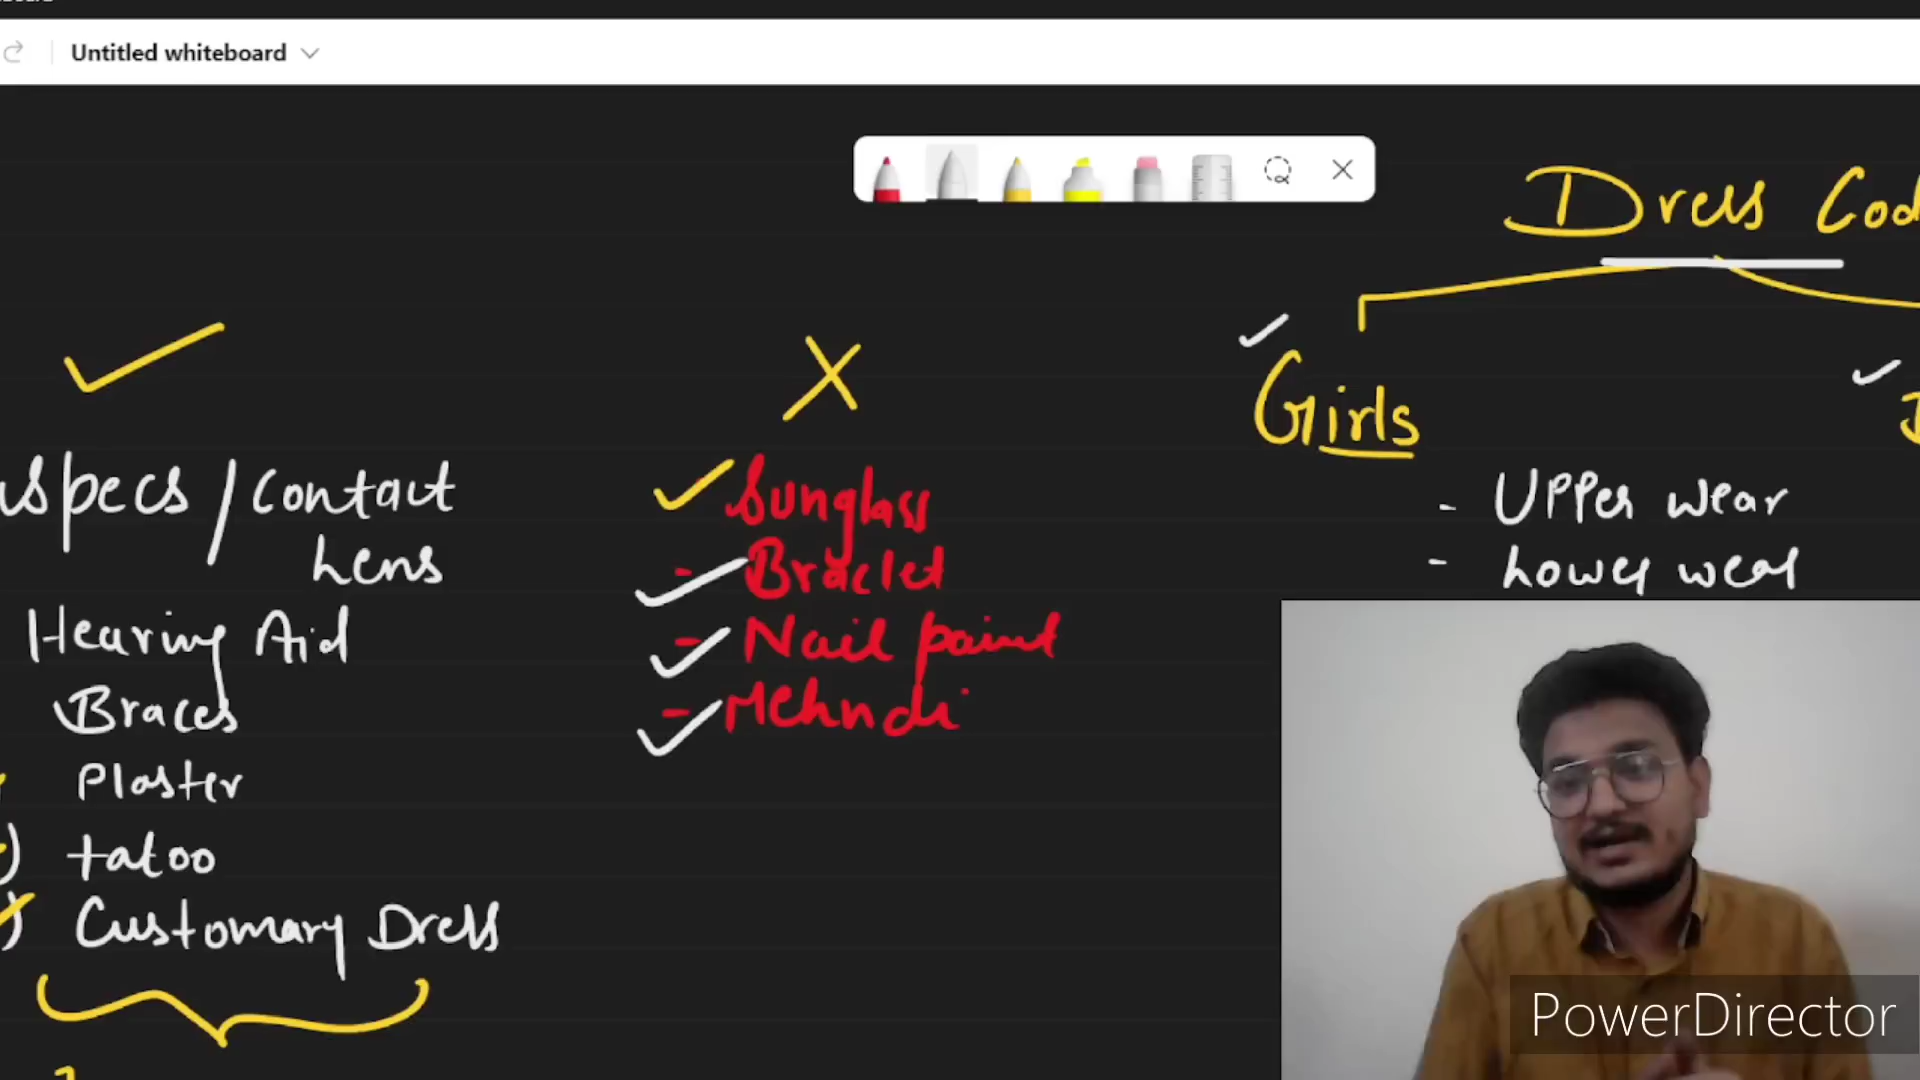 Untitled whiteboard
Dress Cod
Girls
specs / contact
Lens
Hearing Aid
Braces
Plaster
tatoo
Customary Dress
X
Sunglass
- Braclet
- Nail paint
- Mehndi
- Upper wear
- Lower wear
PowerDirector